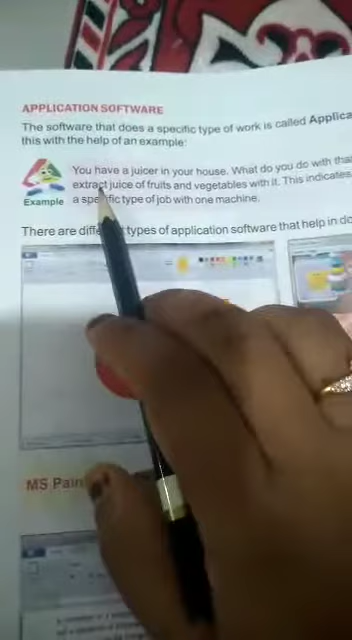 APPLICATION SOFTWARE
The software that does a specific type of work is called Applica
this with the help of an example:
You have a juicer in your house. What do you do with that
extract juice of fruits and vegetables with it. This indicates
Example a specific type of job with one machine.
There are different types of application software that help in do
MS Pain